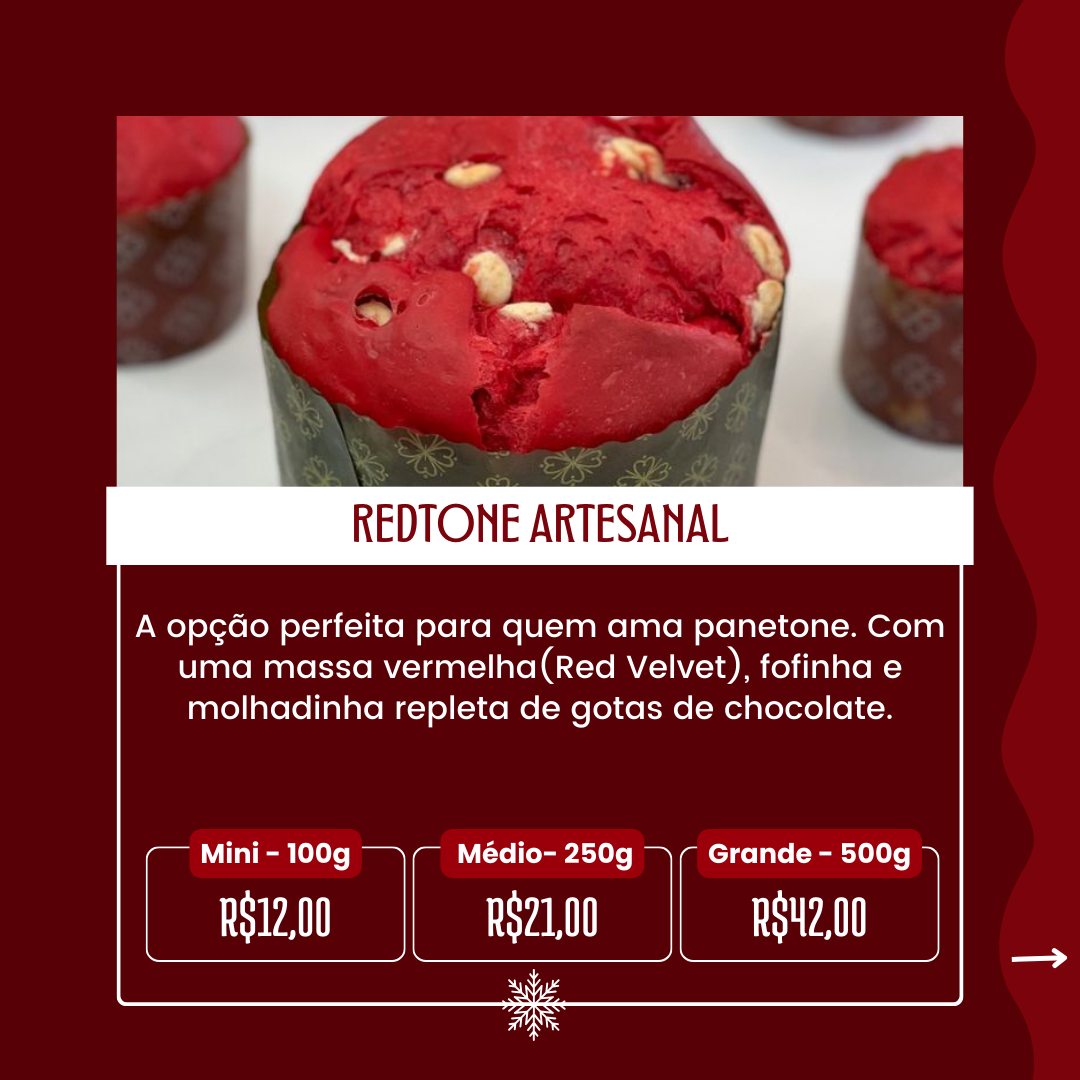 REDTONE ARTESANAL
A opção perfeita para quem ama panetone. Com
uma massa vermelha(Red Velvet), fofinha e
molhadinha repleta de gotas de chocolate.
Mini - 100g
R$12,00
Médio- 250g
R$21,00
Grande - 500g
R$42,00